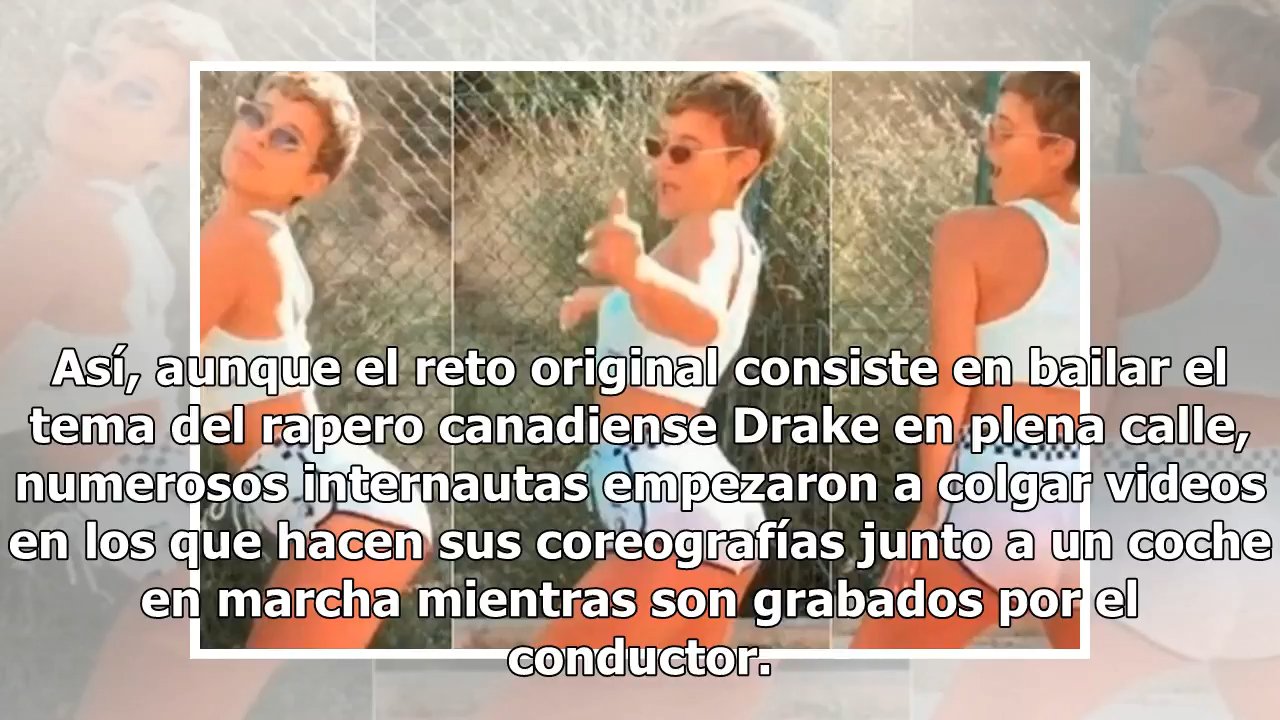 Así, aunque el reto original consiste en bailar el
tema del rapero canadiense Drake en plena calle,
numerosos internautas empezaron a colgar videos
en los que hacen sus coreografías junto a un coche
en marcha mientras son grabados por el
conductor.